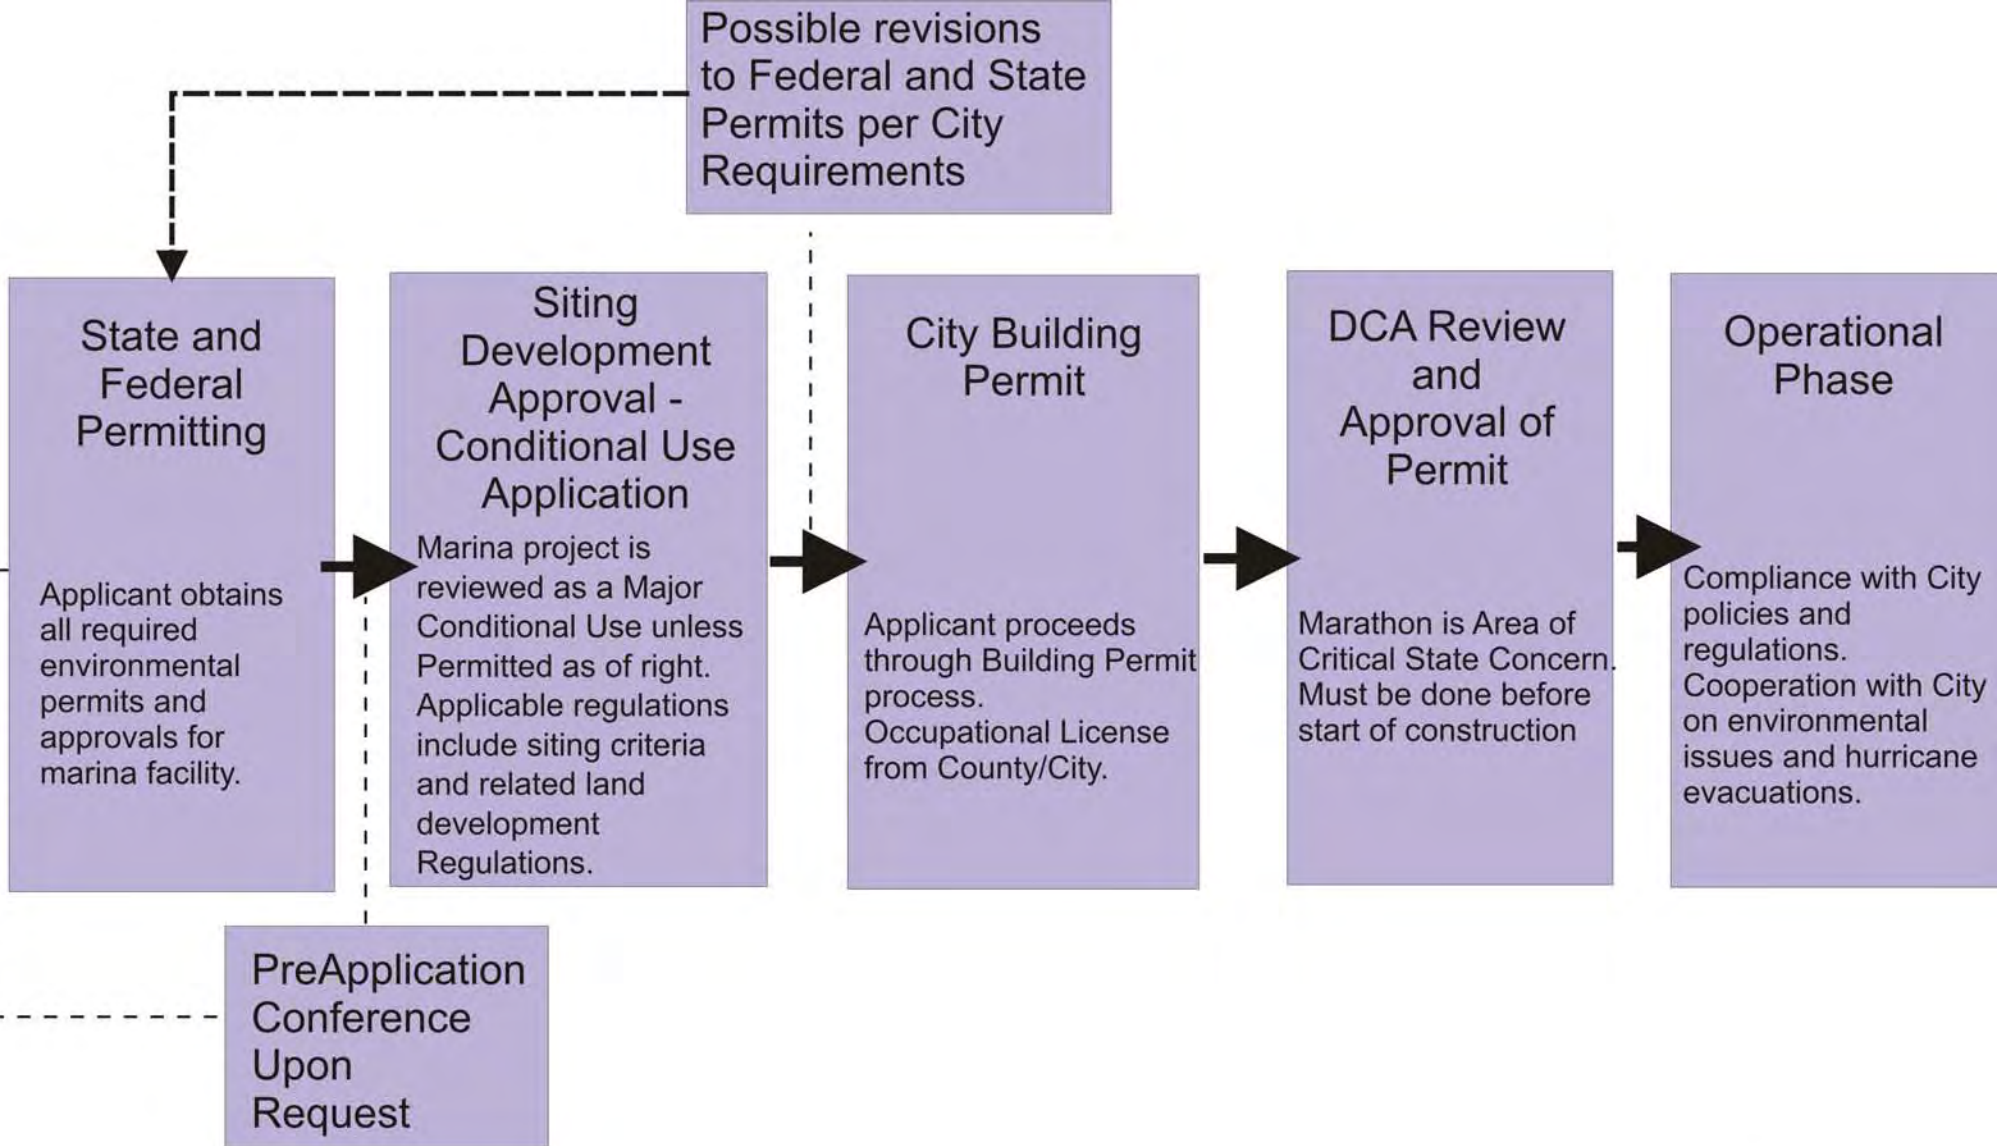 Possible revisions
to Federal and State
Permits per City
Requirements
State and
Federal
Permitting
Applicant obtains
all required
environmental
permits and
approvals for
marina facility.
Siting
Development
Approval -
Conditional Use
Application
Marina project is
reviewed as a Major
Conditional Use unless
Permitted as of right.
Applicable regulations
include siting criteria
and related land
development
Regulations.
City Building
Permit
Applicant proceeds
through Building Permit
process.
Occupational License
from County/City.
DCA Review
and
Approval of
Permit
Marathon is Area of
Critical State Concern.
Must be done before
start of construction
Operational
Phase
Compliance with City
policies and
regulations.
Cooperation with City
on environmental
issues and hurricane
evacuations.
PreApplication
Conference
Upon
Request